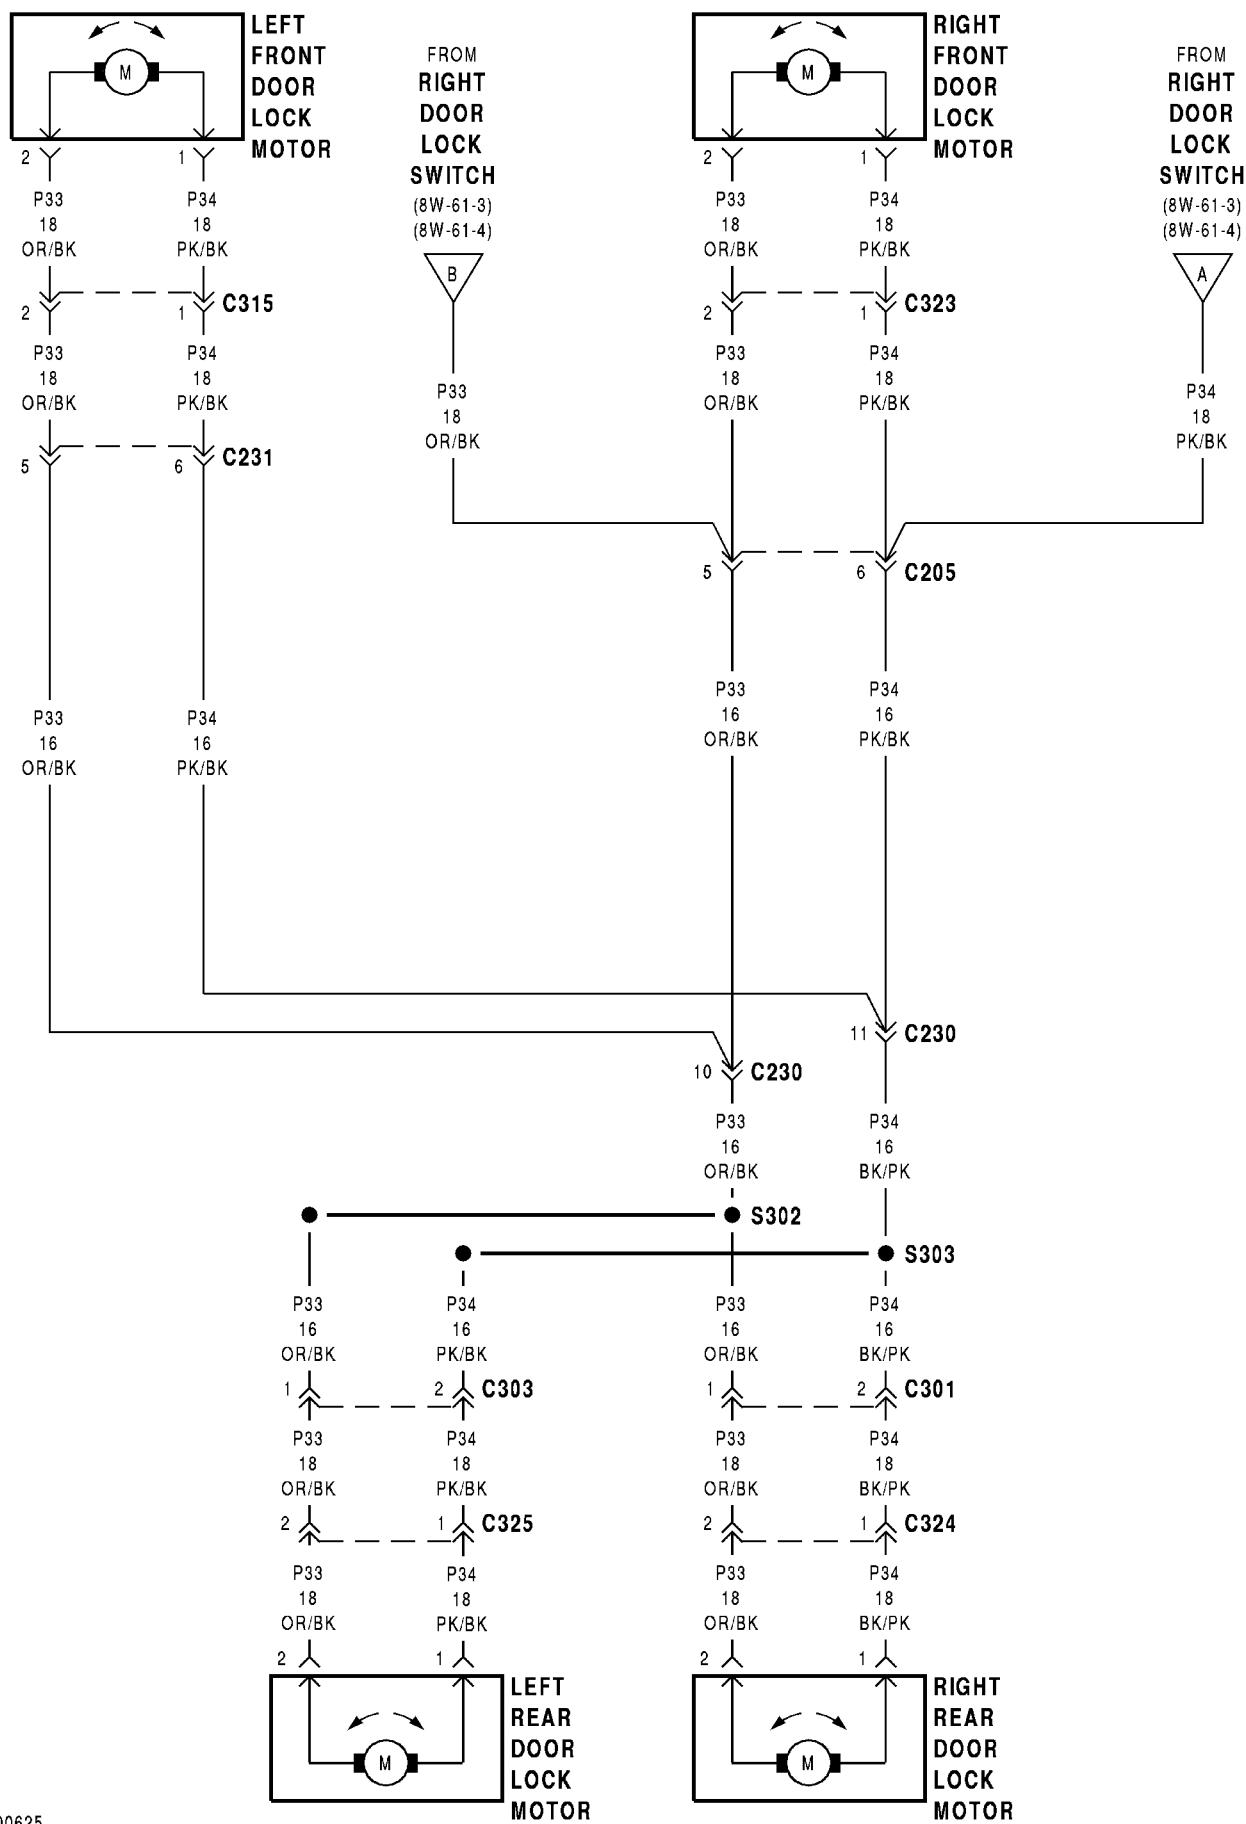 LEFT
FRONT
DOOR
LOCK
MOTOR
M
2
1
P33
18
OR/BK
P34
18
PK/BK
2
1
C315
P33
18
OR/BK
P34
18
PK/BK
5
6
C231
P33
16
OR/BK
P34
16
PK/BK
FROM
RIGHT
DOOR
LOCK
SWITCH
(8W-61-3)
(8W-61-4)
B
P33
18
OR/BK
RIGHT
FRONT
DOOR
LOCK
MOTOR
M
2
1
P33
18
OR/BK
P34
18
PK/BK
2
1
C323
P33
18
OR/BK
P34
18
PK/BK
FROM
RIGHT
DOOR
LOCK
SWITCH
(8W-61-3)
(8W-61-4)
A
P34
18
PK/BK
5
6
C205
P33
16
OR/BK
P34
16
PK/BK
11
C230
10
C230
P33
16
OR/BK
P34
16
BK/PK
S302
S303
P33
16
OR/BK
P34
16
PK/BK
P33
16
OR/BK
P34
16
BK/PK
1
2
C303
1
2
C301
P33
18
OR/BK
P34
18
PK/BK
P33
18
OR/BK
P34
18
BK/PK
2
1
C325
2
1
C324
P33
18
OR/BK
P34
18
PK/BK
P33
18
OR/BK
P34
18
BK/PK
2
1
2
1
M
LEFT
REAR
DOOR
LOCK
MOTOR
M
RIGHT
REAR
DOOR
LOCK
MOTOR